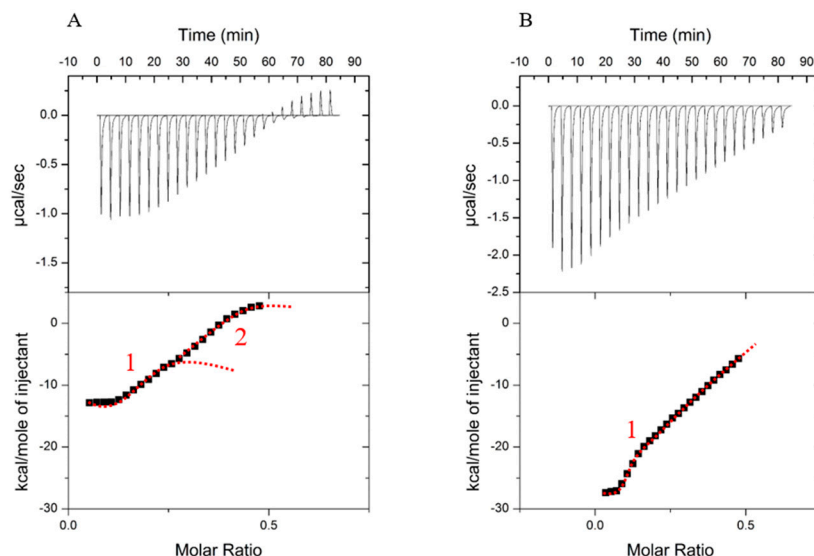 A
Time (min)
-10 0 10 20 30 40 50 60 70 80 90
0.0
-0.5
-1.0
-1.5
µcal/sec
0
-10
-20
-30
kcal/mole of injectant
1
2
0.0 0.5
Molar Ratio
B
Time (min)
-10 0 10 20 30 40 50 60 70 80 90
0.0
-0.5
-1.0
-1.5
-2.0
-2.5
µcal/sec
0
-10
-20
-30
kcal/mole of injectant
1
0.0 0.5
Molar Ratio